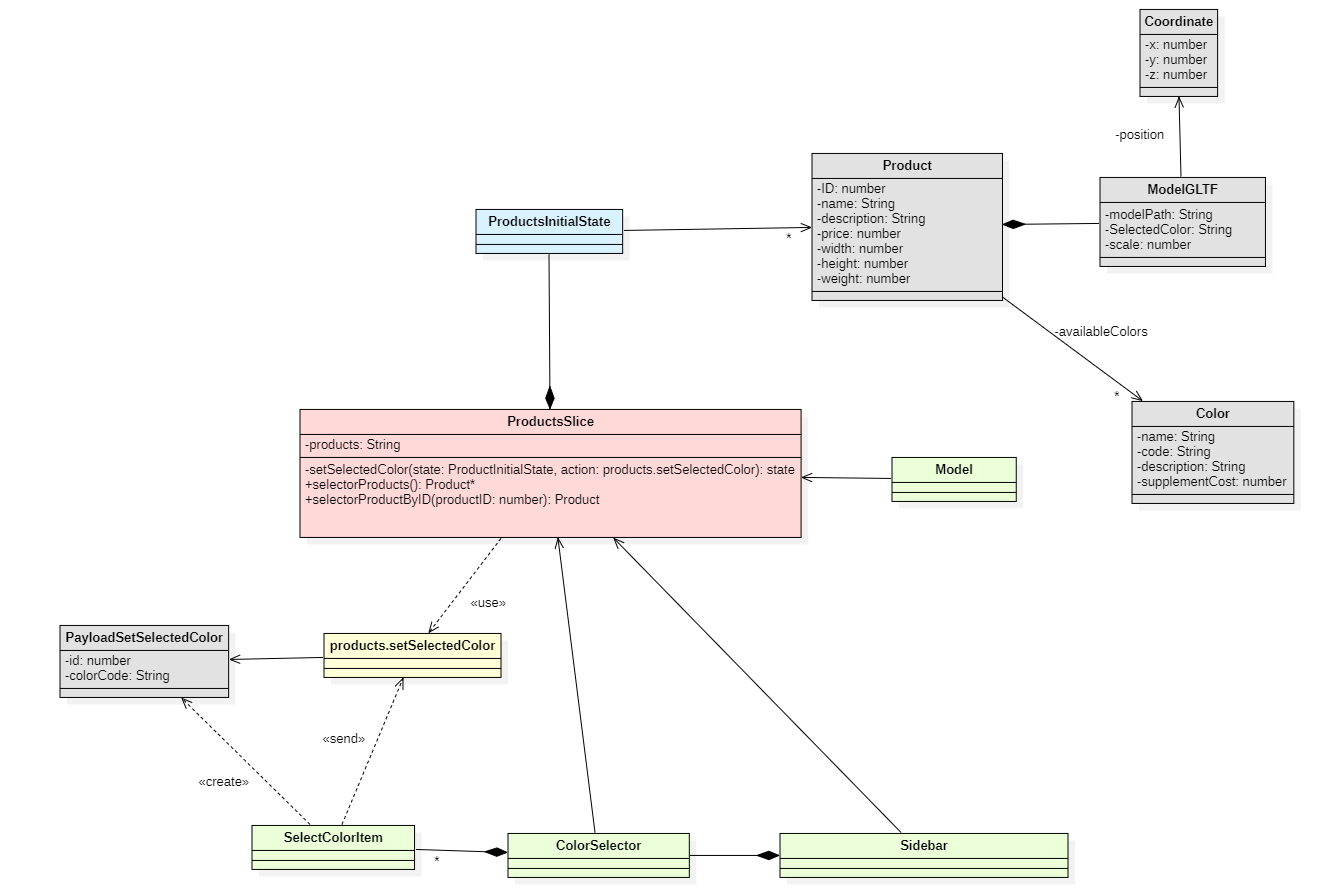 Coordinate
-x: number
-y: number
-z: number
-position
Product
-ID: number
-name: String
-description: String
-price: number
-width: number
-height: number
-weight: number
ModelGLTF
-modelPath: String
-SelectedColor: String
-scale: number
ProductsInitialState
*
-availableColors
*
Color
-name: String
-code: String
-description: String
-supplementCost: number
ProductsSlice
-products: String
-setSelectedColor(state: ProductInitialState, action: products.setSelectedColor): state
+selectorProducts(): Product*
+selectorProductByID(productID: number): Product
Model
«use»
PayloadSetSelectedColor
-id: number
-colorCode: String
products.setSelectedColor
«send»
«create»
SelectColorItem
*
ColorSelector
Sidebar